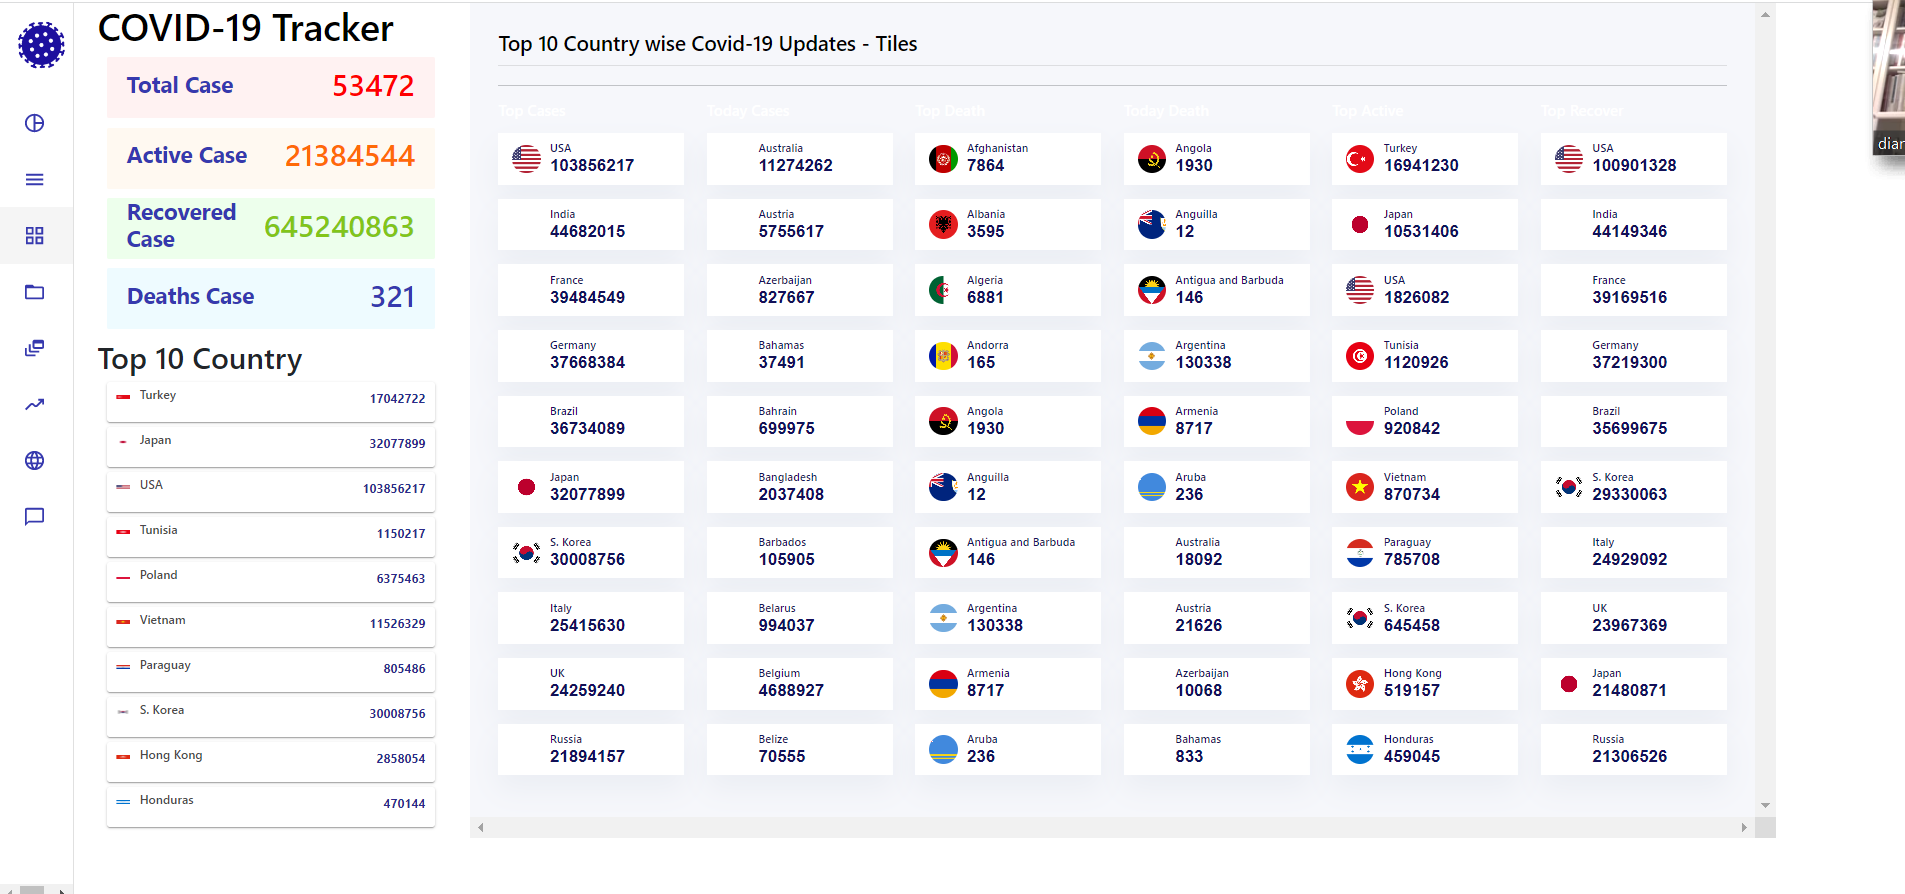 COVID-19 Tracker
Total Case 53472
Active Case 21384544
Recovered Case 645240863
Deaths Case 321
Top 10 Country
Turkey 17042722
Japan 32077899
USA 103856217
Tunisia 1150217
Poland 6375463
Vietnam 11526329
Paraguay 805486
S. Korea 30008756
Hong Kong 2858054
Honduras 470144
Top 10 Country wise Covid-19 Updates - Tiles
Top Cases
USA
103856217
India
44682015
France
39484549
Germany
37668384
Brazil
36734089
Japan
32077899
S. Korea
30008756
Italy
25415630
UK
24259240
Russia
21894157
Today Cases
Australia
11274262
Austria
5755617
Azerbaijan
827667
Bahamas
37491
Bahrain
699975
Bangladesh
2037408
Barbados
105905
Belarus
994037
Belgium
4688927
Belize
70555
Top Death
Afghanistan
7864
Albania
3595
Algeria
6881
Andorra
165
Angola
1930
Anguilla
12
Antigua and Barbuda
146
Argentina
130338
Armenia
8717
Aruba
236
Today Death
Angola
1930
Anguilla
12
Antigua and Barbuda
146
Argentina
130338
Armenia
8717
Aruba
236
Australia
18092
Austria
21626
Azerbaijan
10068
Bahamas
833
Top Active
Turkey
16941230
Japan
10531406
USA
1826082
Tunisia
1120926
Poland
920842
Vietnam
870734
Paraguay
785708
S. Korea
645458
Hong Kong
519157
Honduras
459045
Top Recover
USA
100901328
India
44149346
France
39169516
Germany
37219300
Brazil
35699675
S. Korea
29330063
Italy
24929092
UK
23967369
Japan
21480871
Russia
21306526